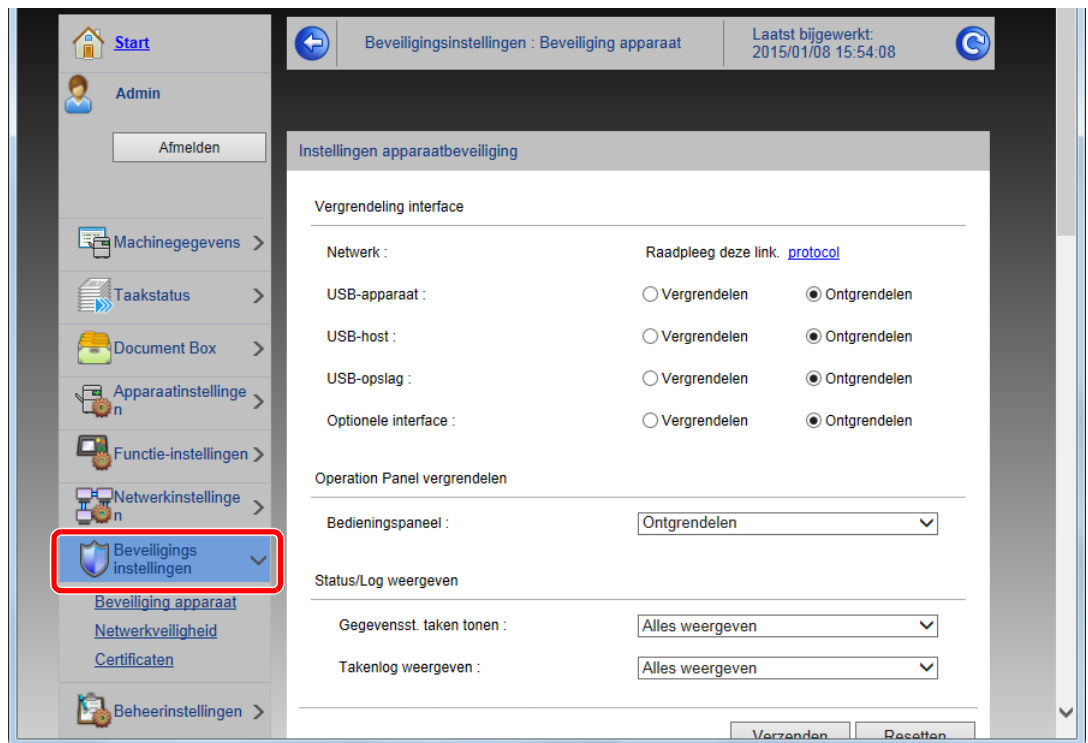 Start
Admin
Afmelden
Machinegegevens
Taakstatus
Document Box
Apparaatinstellinge
n
Functie-instellingen
Netwerkinstellinge
n
Beveiligings
instellingen
Beveiliging apparaat
Netwerkveiligheid
Certificaten
Beheerinstellingen
Beveiligingsinstellingen : Beveiliging apparaat
Laatst bijgewerkt:
2015/01/08 15:54:08
Instellingen apparaatbeveiliging
Vergrendeling interface
Netwerk : Raadpleeg deze link. protocol
USB-apparaat : Vergrendelen Ontgrendelen
USB-host : Vergrendelen Ontgrendelen
USB-opslag : Vergrendelen Ontgrendelen
Optionele interface : Vergrendelen Ontgrendelen
Operation Panel vergrendelen
Bedieningspaneel : Ontgrendelen
Status/Log weergeven
Gegevensst. taken tonen : Alles weergeven
Takenlog weergeven : Alles weergeven
Verzenden Resetten